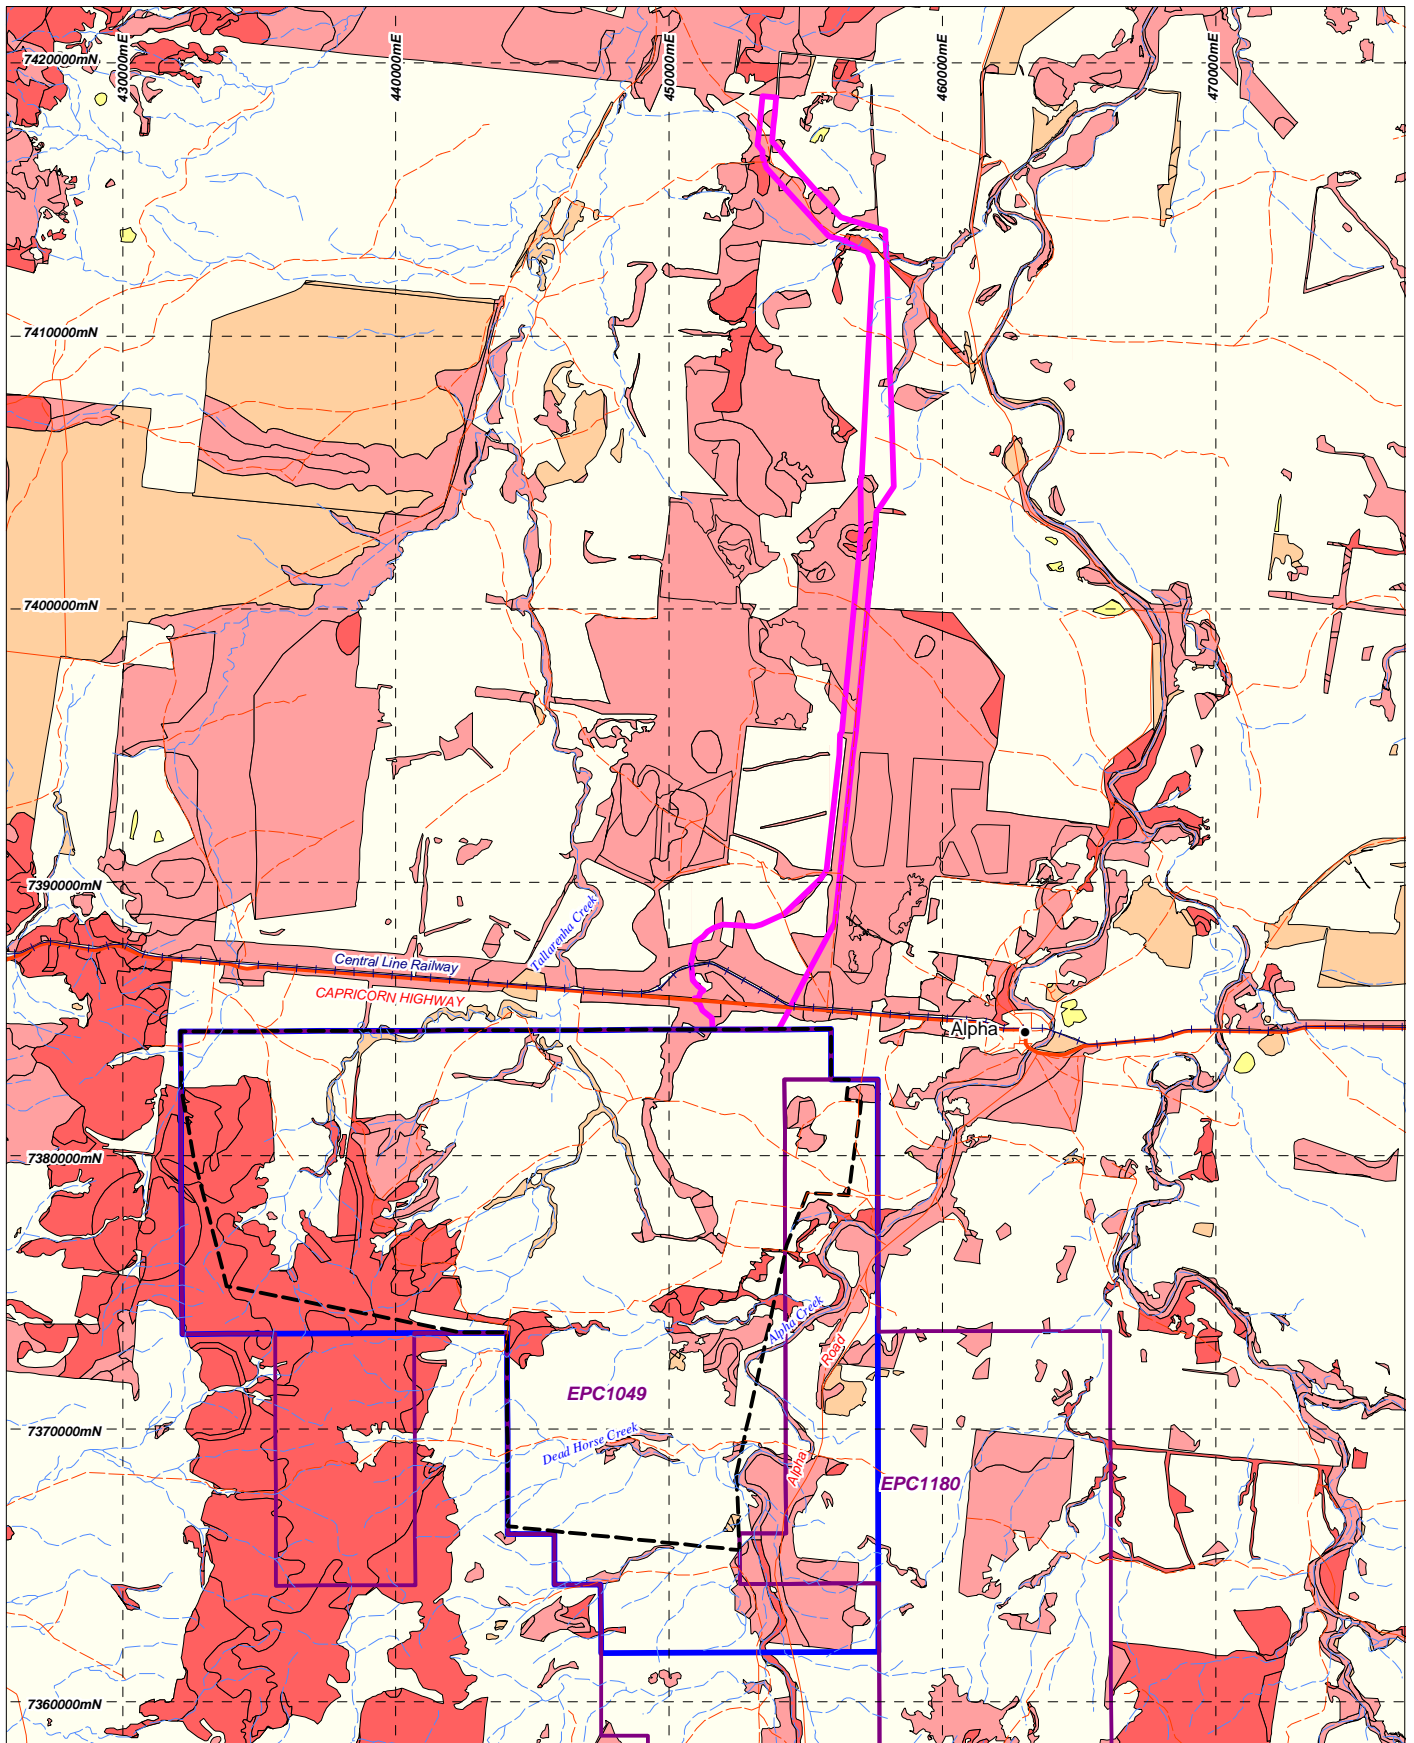 7420000mN
430000mE
440000mE
450000mE
460000mE
470000mE
7410000mN
7400000mN
7390000mN
Tallarenha Creek
Central Line Railway
CAPRICORN HIGHWAY
Alpha
7380000mN
Alpha Creek
Road
EPC1049
7370000mN
Dead Horse Creek
Alpha
EPC1180
7360000mN